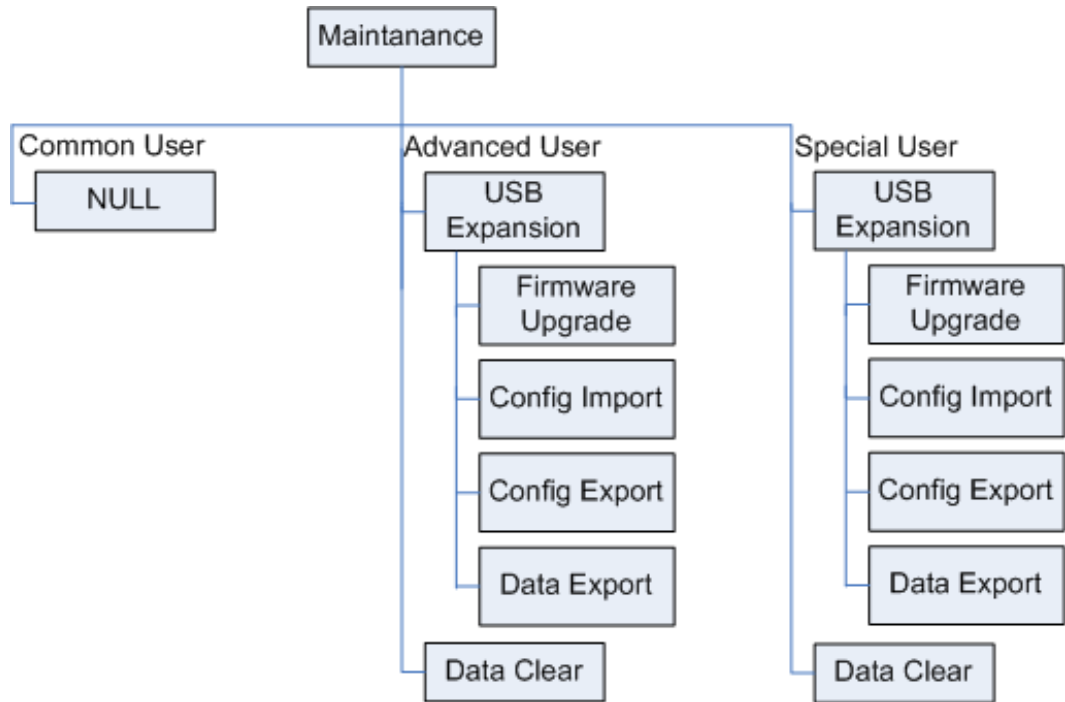 Maintanance
Common User
NULL
Advanced User
USB
Expansion
Firmware
Upgrade
Config Import
Config Export
Data Export
Data Clear
Special User
USB
Expansion
Firmware
Upgrade
Config Import
Config Export
Data Export
Data Clear